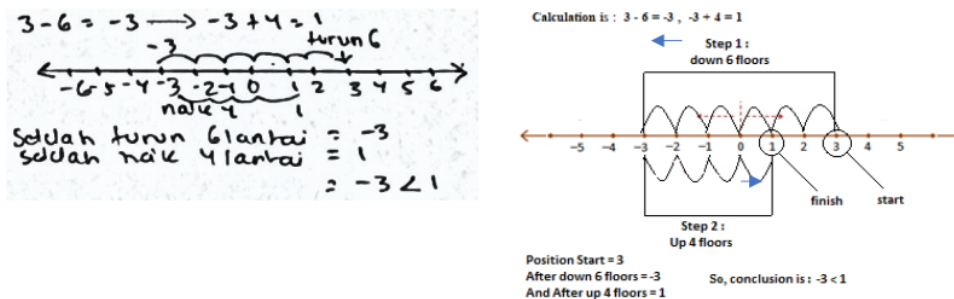 3-6 = -3 → -3+4 = 1
turun 6
-3
-6 -5 -4 -3 -2 -1 0 1 2 3 4 5 6
naik 4 1
Setelah turun 6 lantai = -3
setelah naik 4 lantai = 1
= -3 < 1
Calculation is : 3 - 6 = -3 , -3 + 4 = 1
Step 1 :
down 6 floors
-5 -4 -3 -2 -1 0 1 2 3 4 5
finish start
Step 2 :
Up 4 floors
Position Start = 3
After down 6 floors = -3
And After up 4 floors = 1
So, conclusion is : -3 < 1